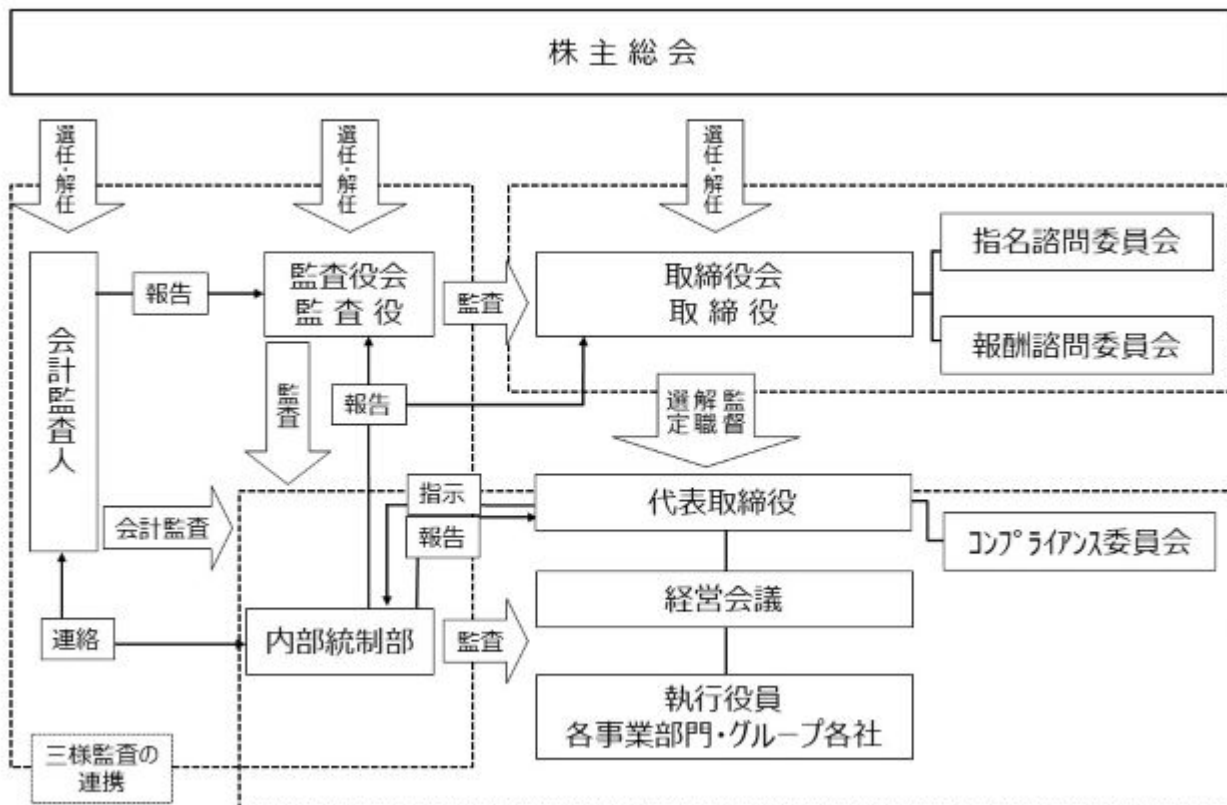 株主総会
選任・解任
選任・解任
選任・解任
会計監査人
報告
監査役会
監査役
監査
取締役会
取締役
指名諮問委員会
報酬諮問委員会
監査
報告
選定
解職
監督
会計監査
指示
報告
代表取締役
コンプライアンス委員会
経営会議
連絡
内部統制部
監査
執行役員
各事業部門・グループ各社
三様監査の
連携